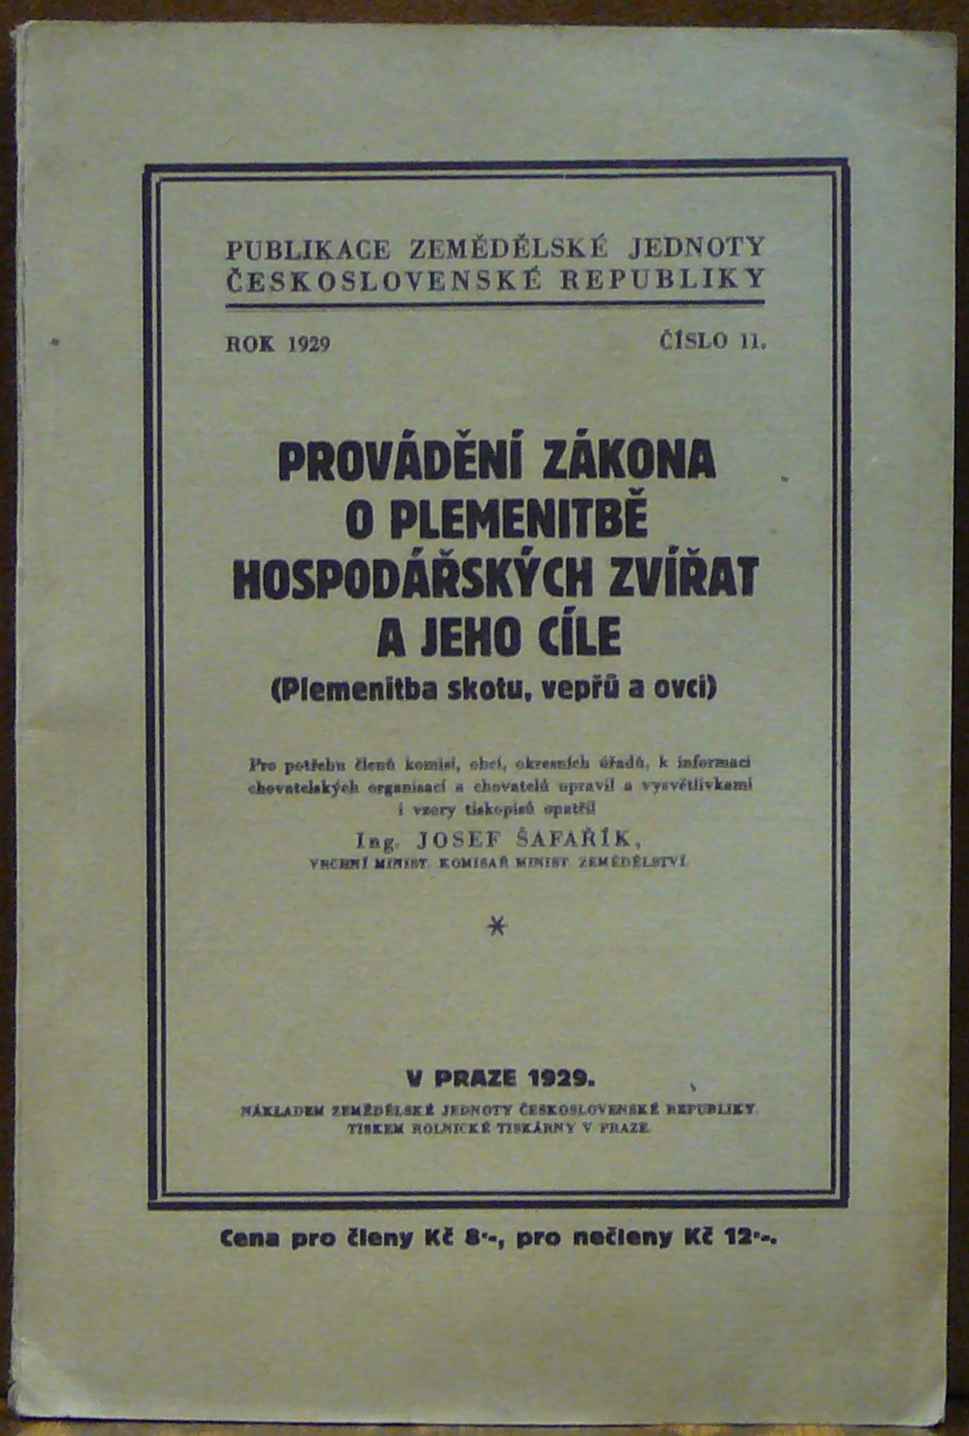 PUBLIKACE ZEMĚDĚLSKÉ JEDNOTY
ČESKOSLOVENSKÉ REPUBLIKY
ROK 1929 ČÍSLO 11.
PROVÁDĚNÍ ZÁKONA
O PLEMENITBĚ
HOSPODÁŘSKÝCH ZVÍŘAT
A JEHO CÍLE
(Plemenitba skotu, vepřů a ovcí)
Pro potřebu členů komisí, obcí, okresních úřadů, k informaci
chovatelských organisací a chovatelů upravil a vysvětlivkami
i vzory tiskopisů opatřil
Ing. JOSEF ŠAFAŘÍK,
VRCHNÍ MINIST. KOMISAŘ MINIST. ZEMĚDĚLSTVÍ.
*
V PRAZE 1929.
NÁKLADEM ZEMĚDĚLSKÉ JEDNOTY ČESKOSLOVENSKÉ REPUBLIKY.
TISKEM ROLNICKÉ TISKÁRNY V PRAZE.
Cena pro členy Kč 8·-, pro nečleny Kč 12·-.